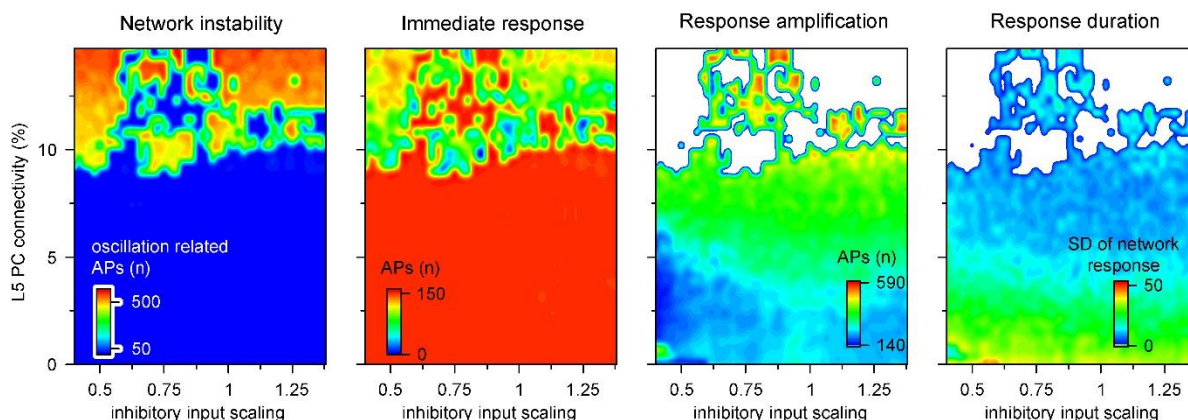 Network instability
Immediate response
Response amplification
Response duration
L5 PC connectivity (%)
10
5
0
oscillation related
APs (n)
500
50
APs (n)
150
0
APs (n)
590
140
SD of network
response
50
0
0.5 0.75 1 1.25
0.5 0.75 1 1.25
0.5 0.75 1 1.25
0.5 0.75 1 1.25
inhibitory input scaling
inhibitory input scaling
inhibitory input scaling
inhibitory input scaling